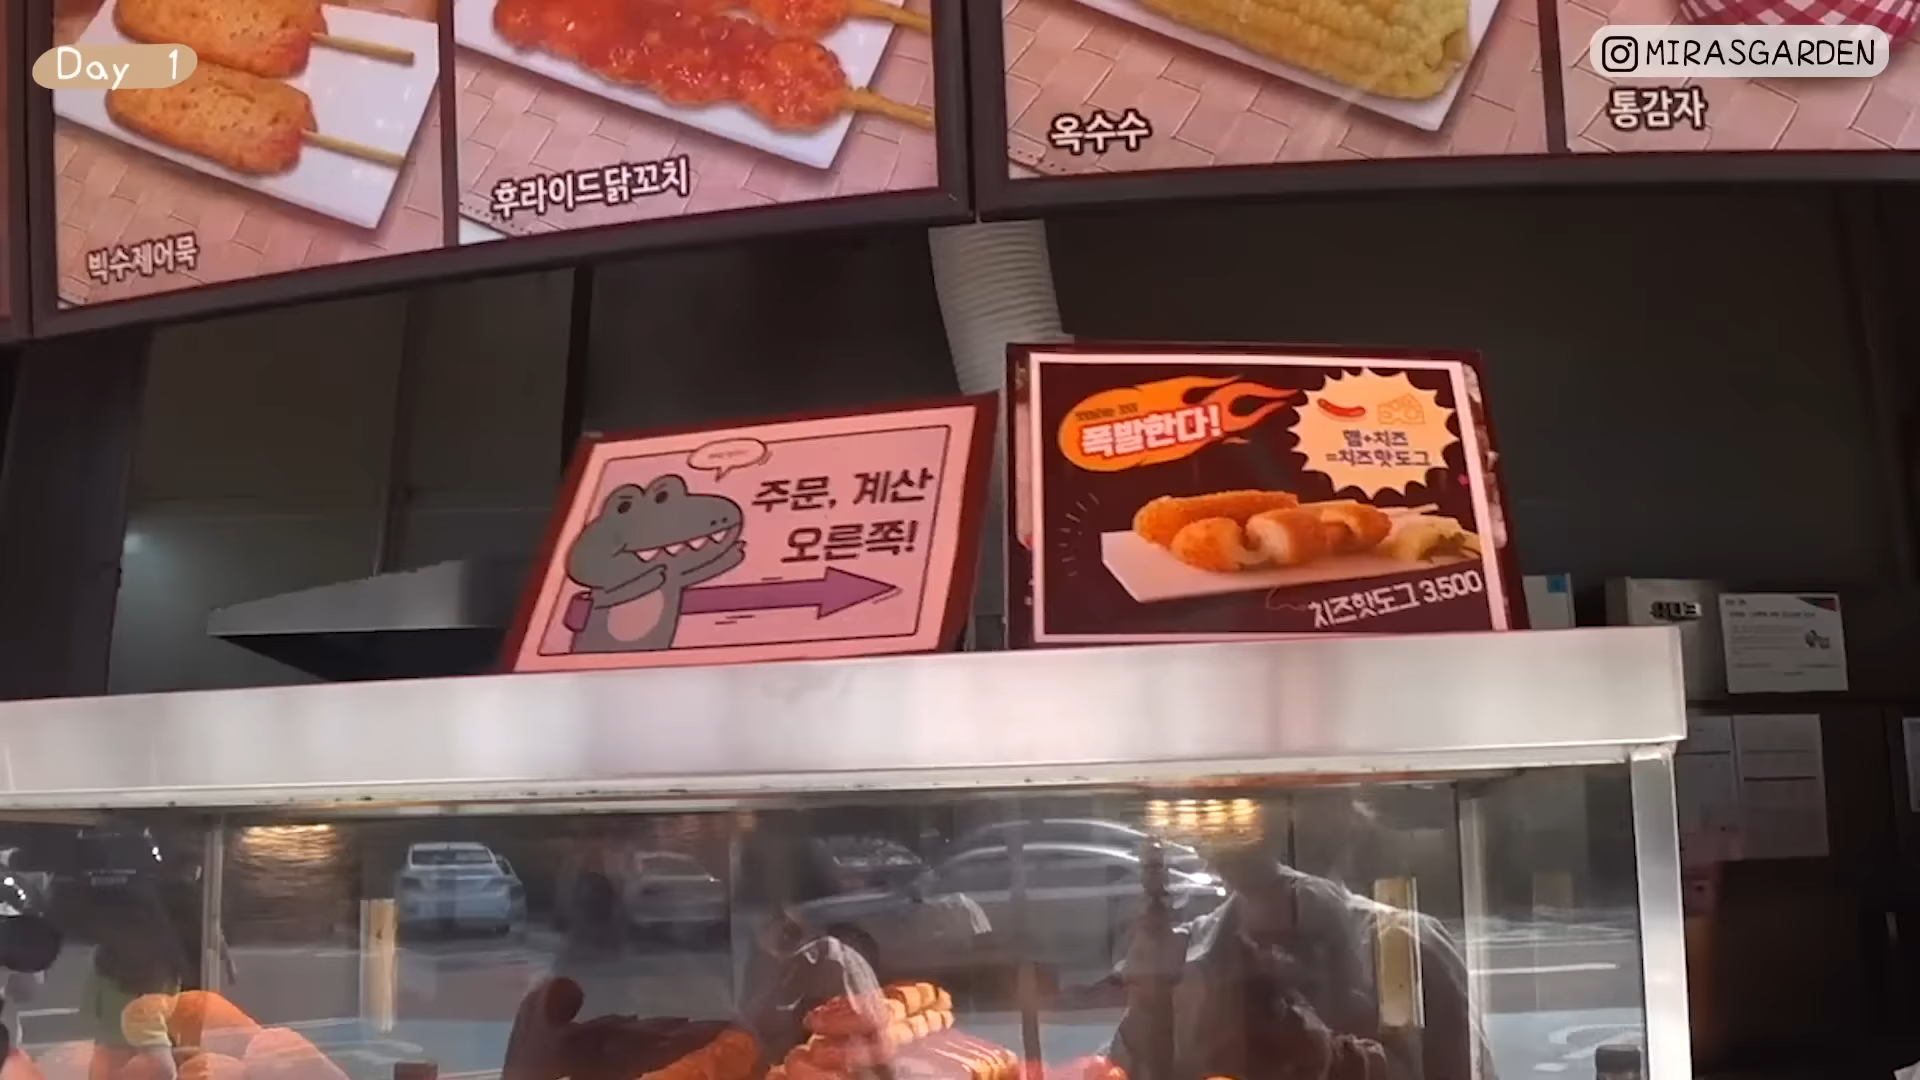 Day 1
MIRASGARDEN
빅수제어묵
후라이드닭꼬치
옥수수
통감자
주문, 계산
오른쪽!
폭발한다!
햄+치즈
=치즈핫도그
치즈핫도그 3,500